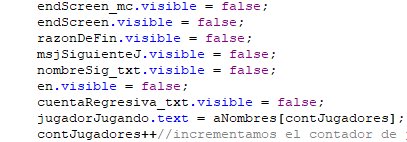 endScreen_mc.visible = false;
endScreen.visible = false;
razonDeFin.visible = false;
msjSiguienteJ.visible = false;
nombreSig_txt.visible = false;
en.visible = false;
cuentaRegresiva_txt.visible = false;
jugadorJugando.text = aNombres[contJugadores];
contJugadores++//incrementamos el contador de